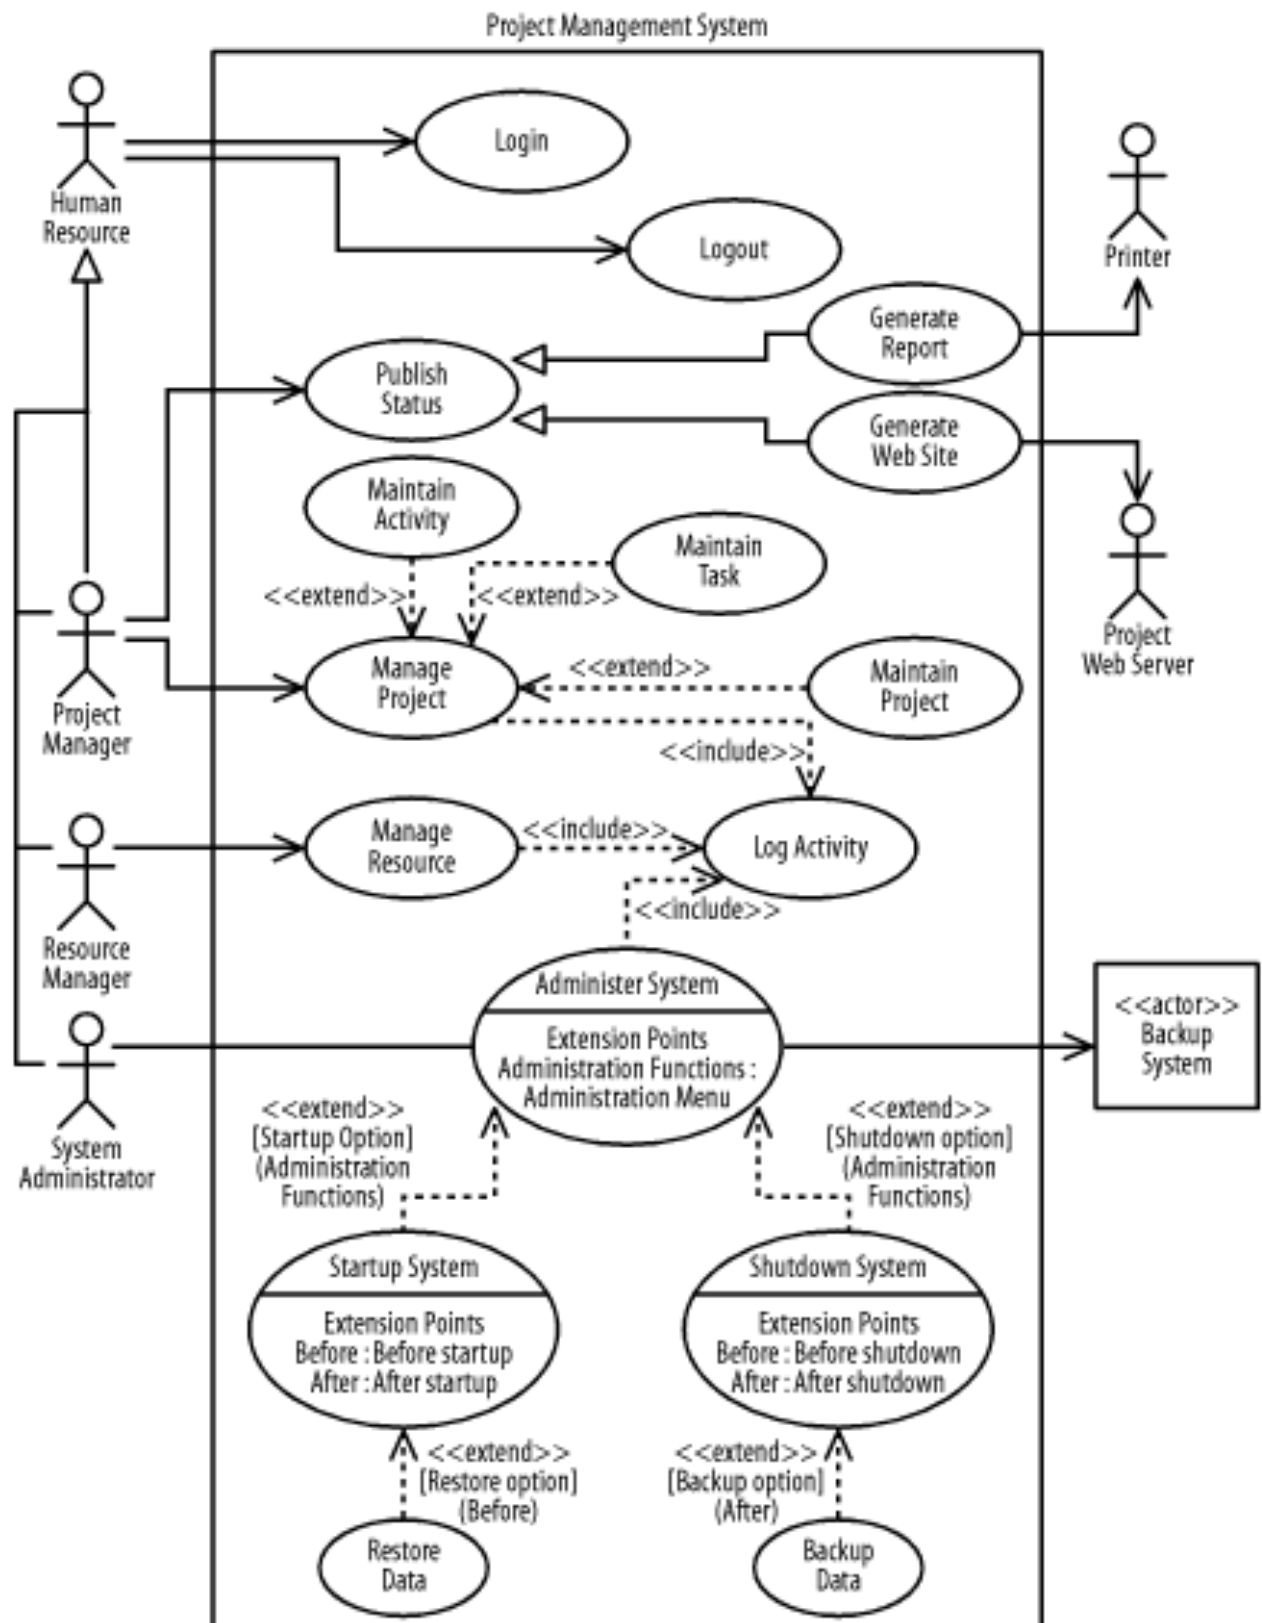 Project Management System
Human
Resource
Login
Logout
Printer
Generate
Report
Publish
Status
Generate
Web Site
Maintain
Activity
Maintain
Task
<<extend>>
<<extend>>
Project
Web Server
Manage
Project
<<extend>>
Maintain
Project
Project
Manager
<<include>>
Manage
Resource
<<include>>
Log Activity
<<include>>
Resource
Manager
Administer System
Extension Points
Administration Functions :
Administration Menu
<<actor>>
Backup
System
System
Administrator
<<extend>>
[Startup Option]
(Administration
Functions)
<<extend>>
[Shutdown option]
(Administration
Functions)
Startup System
Extension Points
Before : Before startup
After : After startup
Shutdown System
Extension Points
Before : Before shutdown
After : After shutdown
<<extend>>
[Restore option]
(Before)
<<extend>>
[Backup option]
(After)
Restore
Data
Backup
Data